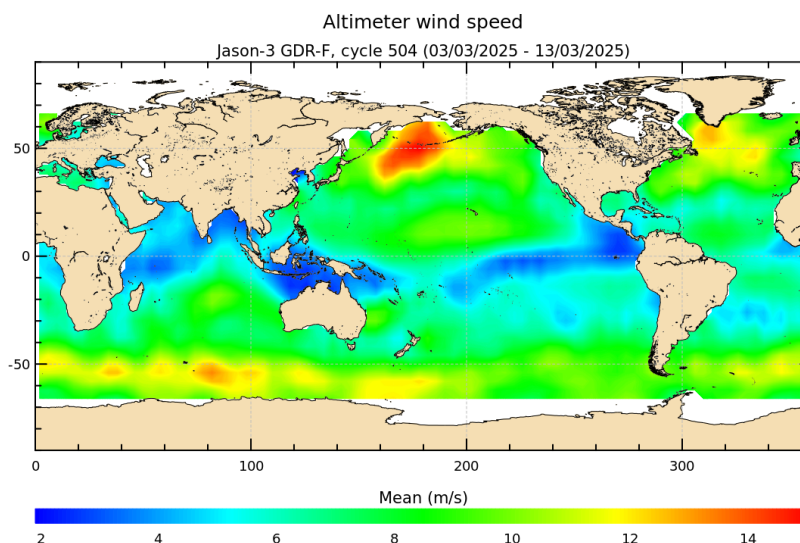 Altimeter wind speed
Jason-3 GDR-F, cycle 504 (03/03/2025 - 13/03/2025)
50
0
-50
0 100 200 300
Mean (m/s)
2 4 6 8 10 12 14